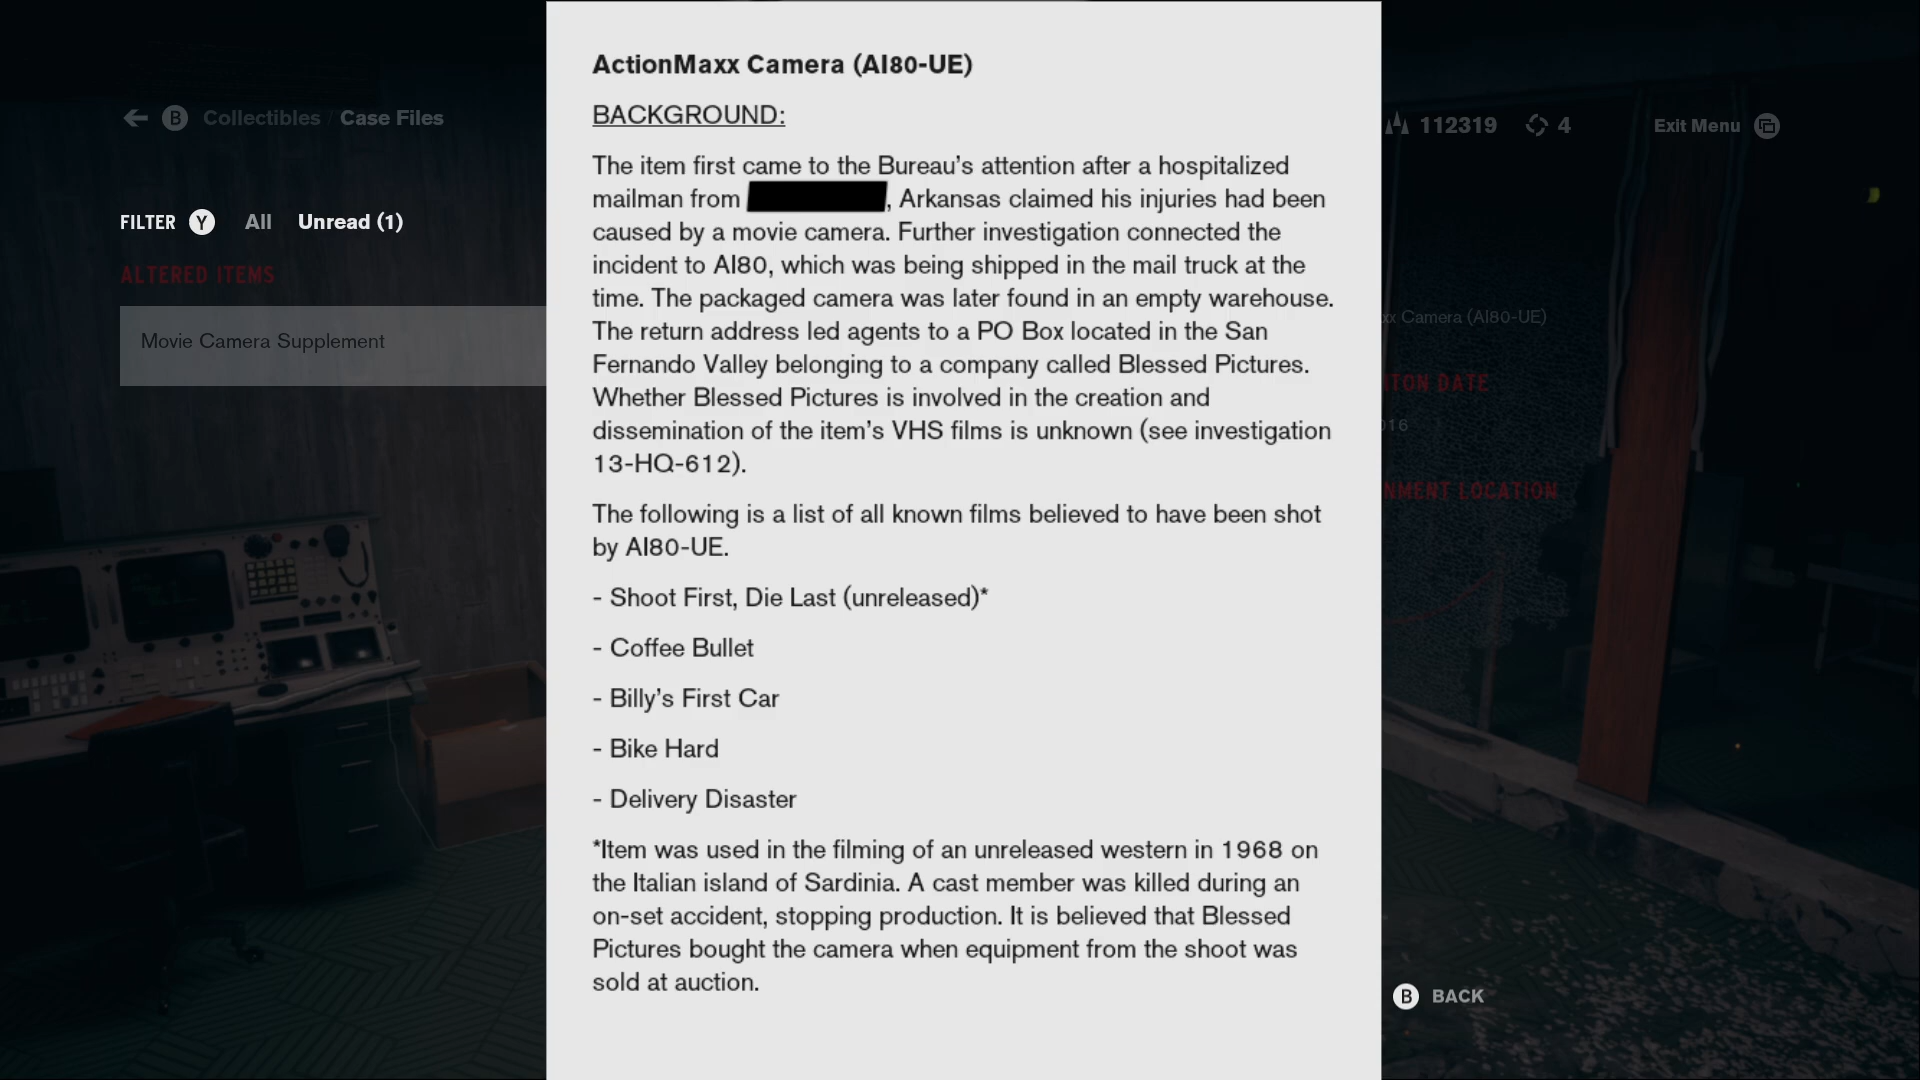 ActionMaxx Camera (AI80-UE)
BACKGROUND:
The item first came to the Bureau's attention after a hospitalized
mailman from , Arkansas claimed his injuries had been
caused by a movie camera. Further investigation connected the
incident to AI80, which was being shipped in the mail truck at the
time. The packaged camera was later found in an empty warehouse.
The return address led agents to a PO Box located in the San
Fernando Valley belonging to a company called Blessed Pictures.
Whether Blessed Pictures is involved in the creation and
dissemination of the item's VHS films is unknown (see investigation
13-HQ-612).
The following is a list of all known films believed to have been shot
by AI80-UE.
- Shoot First, Die Last (unreleased)*
- Coffee Bullet
- Billy's First Car
- Bike Hard
- Delivery Disaster
*Item was used in the filming of an unreleased western in 1968 on
the Italian island of Sardinia. A cast member was killed during an
on-set accident, stopping production. It is believed that Blessed
Pictures bought the camera when equipment from the shoot was
sold at auction.
B Collectibles / Case Files
FILTER Y All Unread (1)
ALTERED ITEMS
Movie Camera Supplement
112319 4 Exit Menu
Camera (AI80-UE)
DATE
LOCATION
B BACK